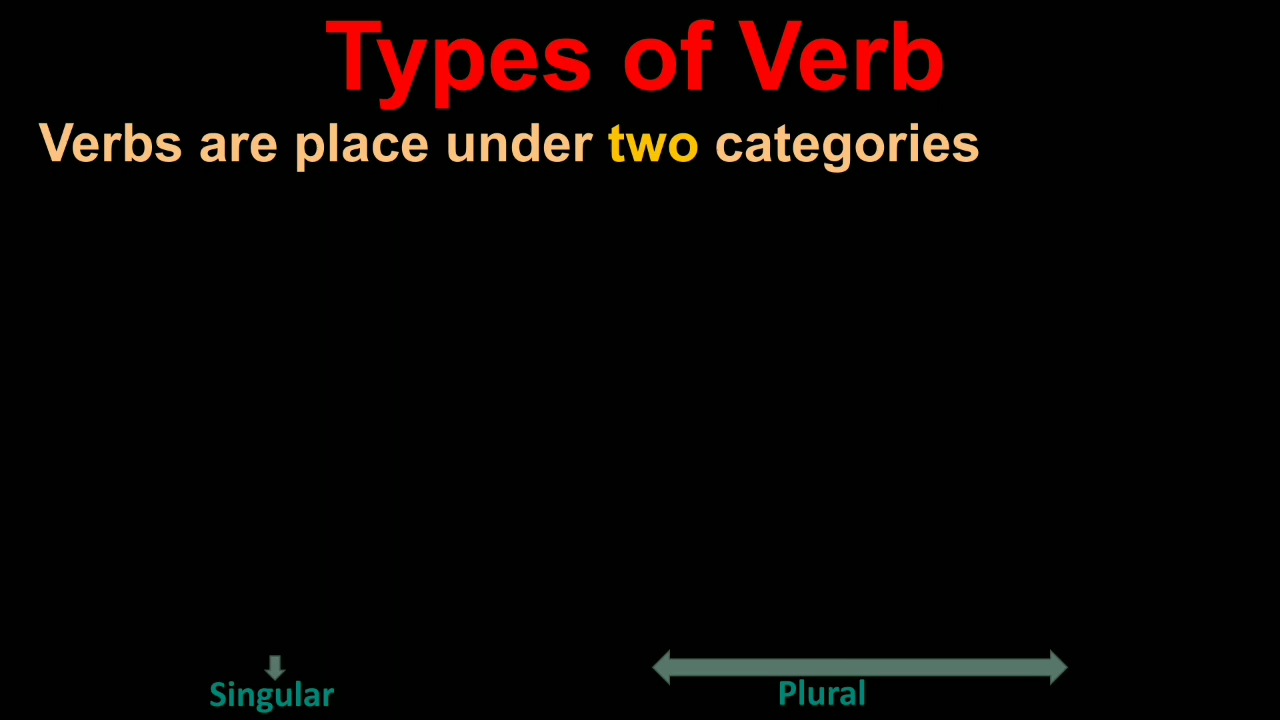 Types of Verb
Verbs are place under two categories
Singular
Plural